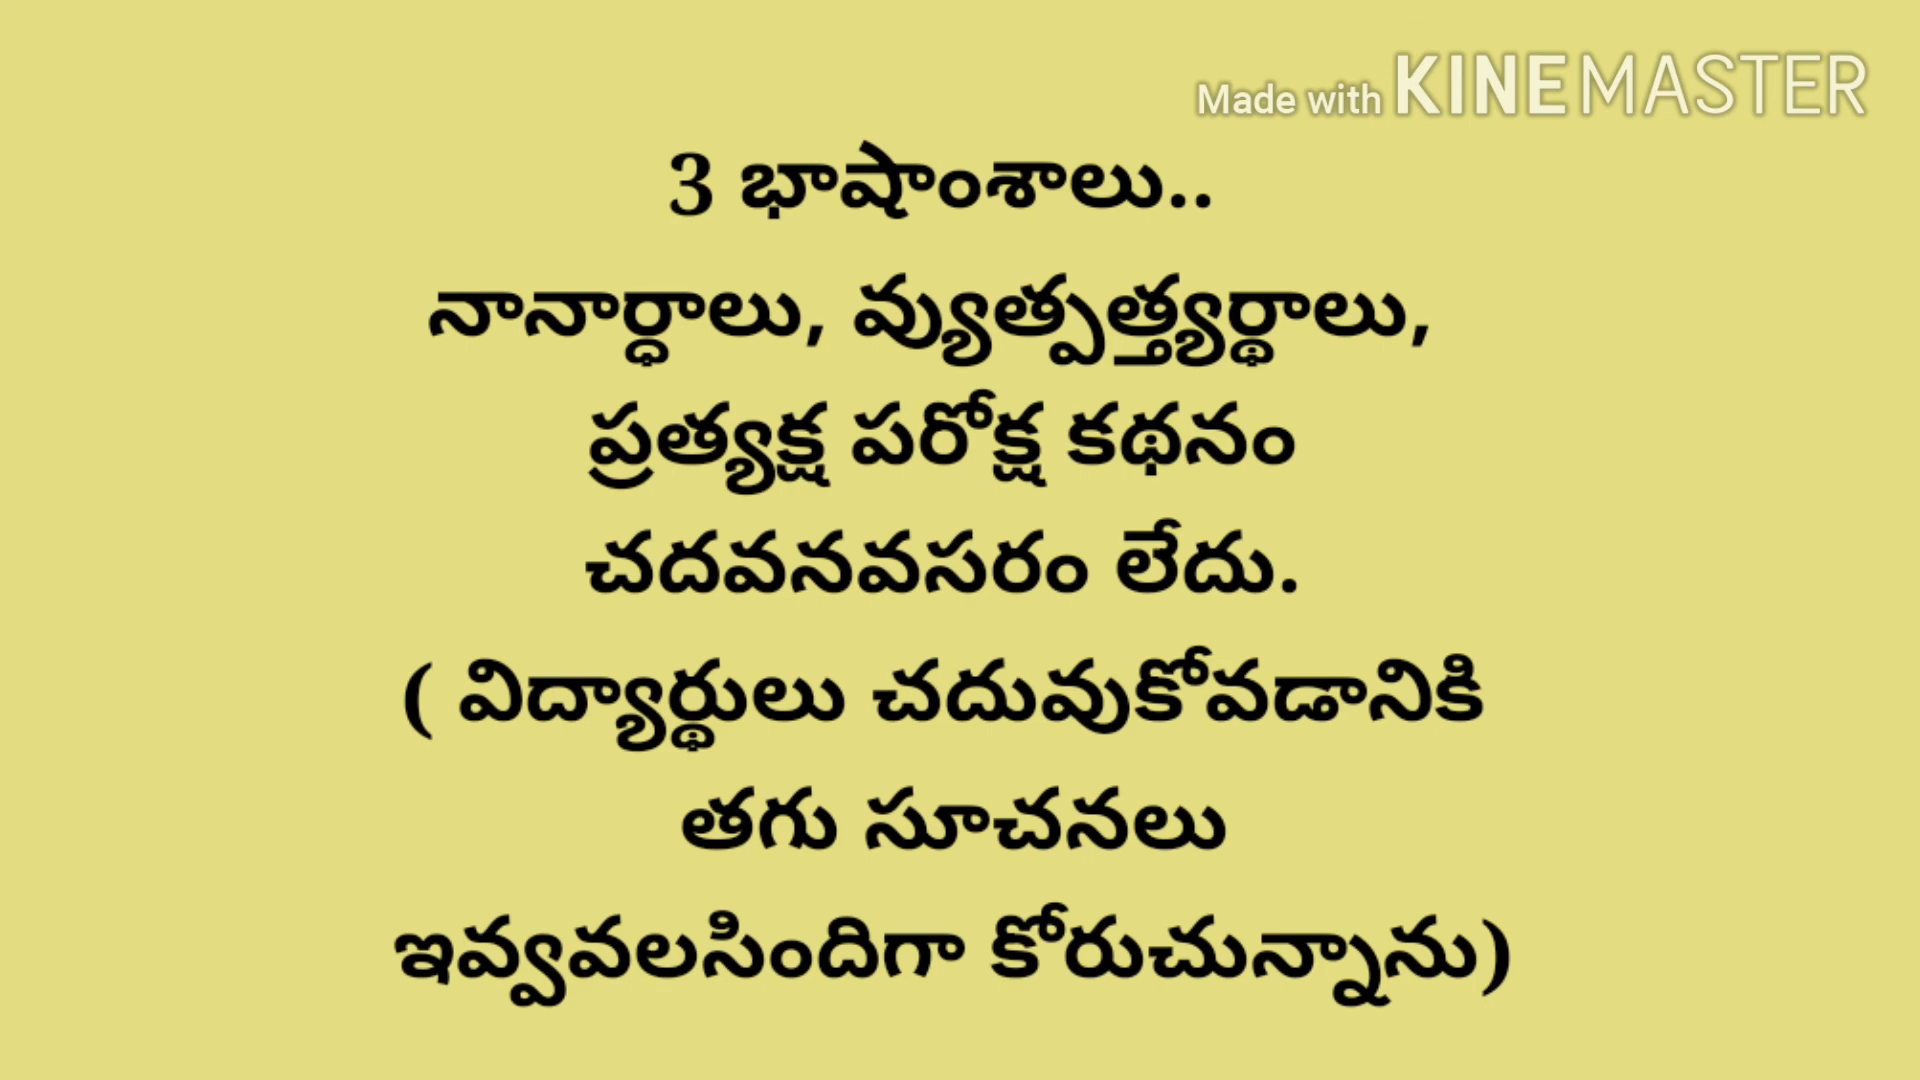 Made with KINEMASTER
3 భాషాంశాలు..
నానార్ధాలు, వ్యుత్పత్త్యర్థాలు,
ప్రత్యక్ష పరోక్ష కథనం
చదవనవసరం లేదు.
( విద్యార్థులు చదువుకోవడానికి
తగు సూచనలు
ఇవ్వవలసిందిగా కోరుచున్నాను)